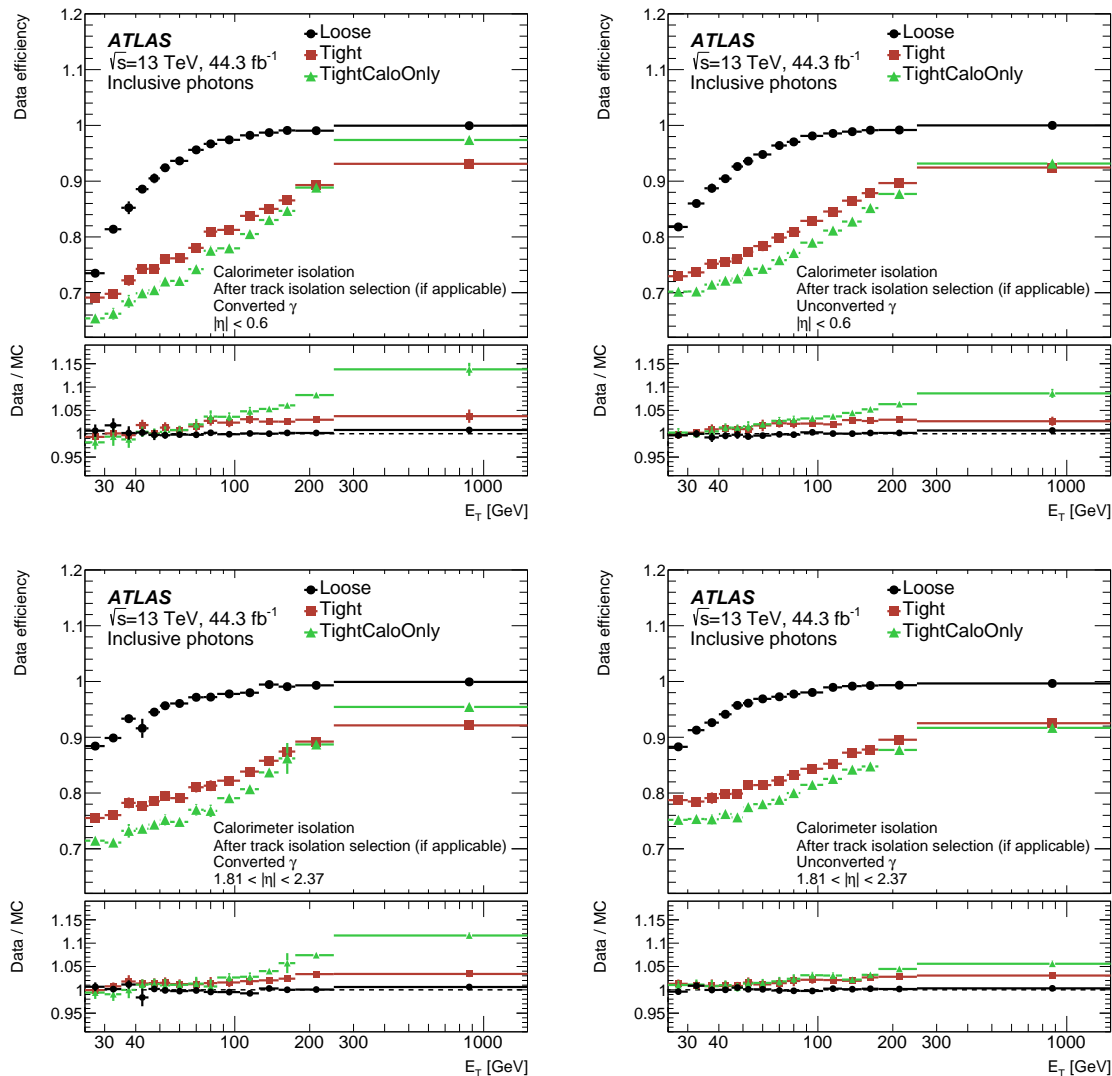 Data efficiency
1.2
1.1
1
0.9
0.8
0.7
ATLAS
√s=13 TeV, 44.3 fb⁻¹
Inclusive photons
Loose
Tight
TightCaloOnly
Calorimeter isolation
After track isolation selection (if applicable)
Converted γ
|η| < 0.6
Data / MC
1.15
1.1
1.05
1
0.95
30 40 100 200 300 1000
E_T [GeV]
Data efficiency
1.2
1.1
1
0.9
0.8
0.7
ATLAS
√s=13 TeV, 44.3 fb⁻¹
Inclusive photons
Loose
Tight
TightCaloOnly
Calorimeter isolation
After track isolation selection (if applicable)
Unconverted γ
|η| < 0.6
Data / MC
1.15
1.1
1.05
1
0.95
30 40 100 200 300 1000
E_T [GeV]
Data efficiency
1.2
1.1
1
0.9
0.8
0.7
ATLAS
√s=13 TeV, 44.3 fb⁻¹
Inclusive photons
Loose
Tight
TightCaloOnly
Calorimeter isolation
After track isolation selection (if applicable)
Converted γ
1.81 < |η| < 2.37
Data / MC
1.15
1.1
1.05
1
0.95
30 40 100 200 300 1000
E_T [GeV]
Data efficiency
1.2
1.1
1
0.9
0.8
0.7
ATLAS
√s=13 TeV, 44.3 fb⁻¹
Inclusive photons
Loose
Tight
TightCaloOnly
Calorimeter isolation
After track isolation selection (if applicable)
Unconverted γ
1.81 < |η| < 2.37
Data / MC
1.15
1.1
1.05
1
0.95
30 40 100 200 300 1000
E_T [GeV]